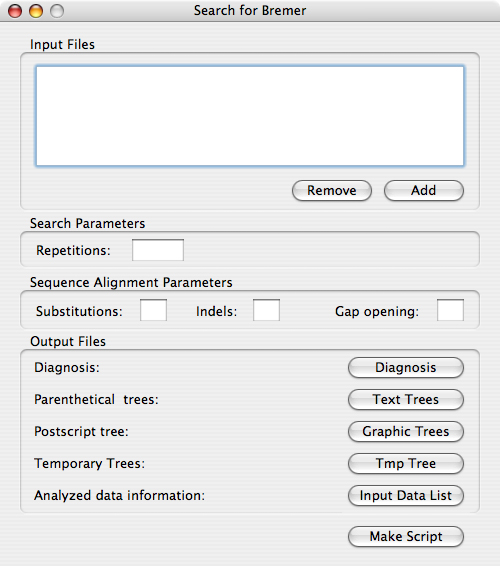 Search for Bremer
Input Files
Remove Add
Search Parameters
Repetitions:
Sequence Alignment Parameters
Substitutions: Indels: Gap opening:
Output Files
Diagnosis: Diagnosis
Parenthetical trees: Text Trees
Postscript tree: Graphic Trees
Temporary Trees: Tmp Tree
Analyzed data information: Input Data List
Make Script